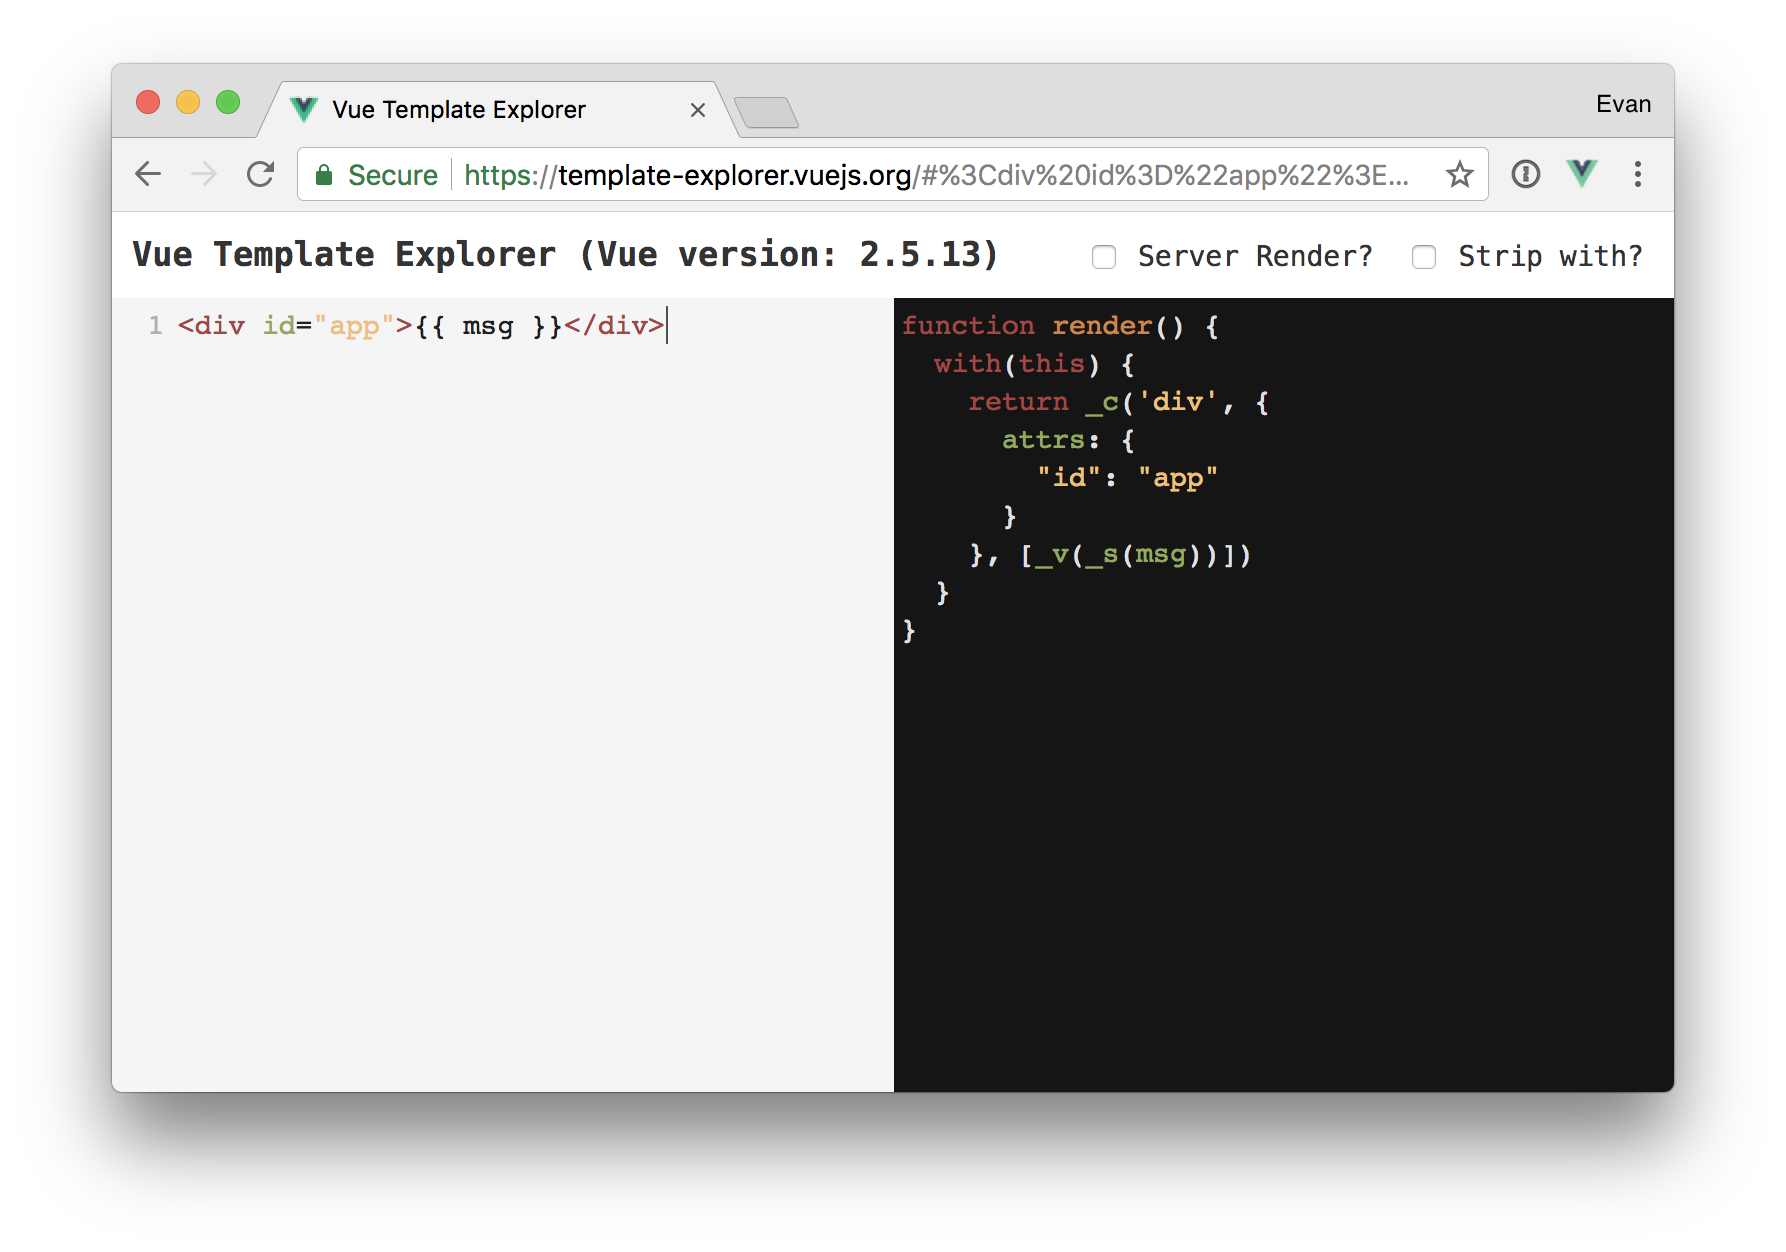 Vue Template Explorer
Evan
Secure https://template-explorer.vuejs.org/#%3Cdiv%20id%3D%22app%22%3E...
Vue Template Explorer (Vue version: 2.5.13)
Server Render?
Strip with?
1 <div id="app">{{ msg }}</div>
function render() {
  with(this) {
    return _c('div', {
      attrs: {
        "id": "app"
      }
    }, [_v(_s(msg))])
  }
}